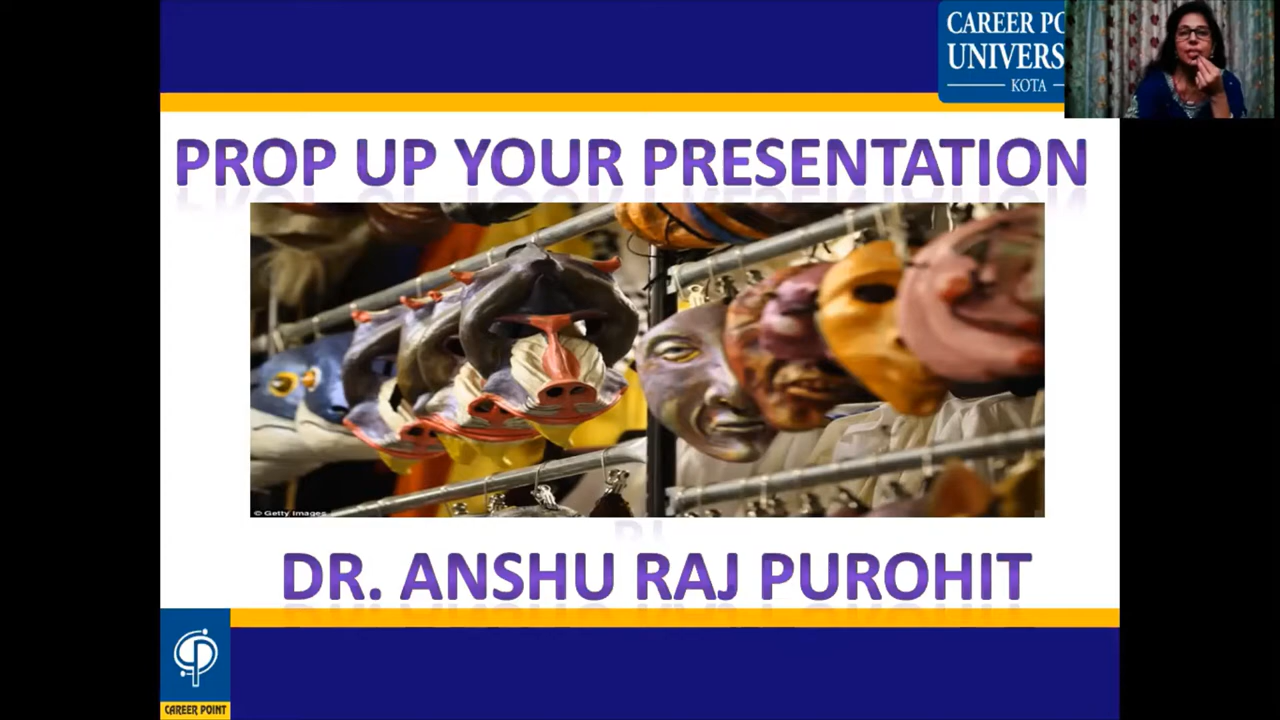 CAREER PO
UNIVERS
KOTA
PROP UP YOUR PRESENTATION
© Getty Images
DR. ANSHU RAJ PUROHIT
CAREER POINT